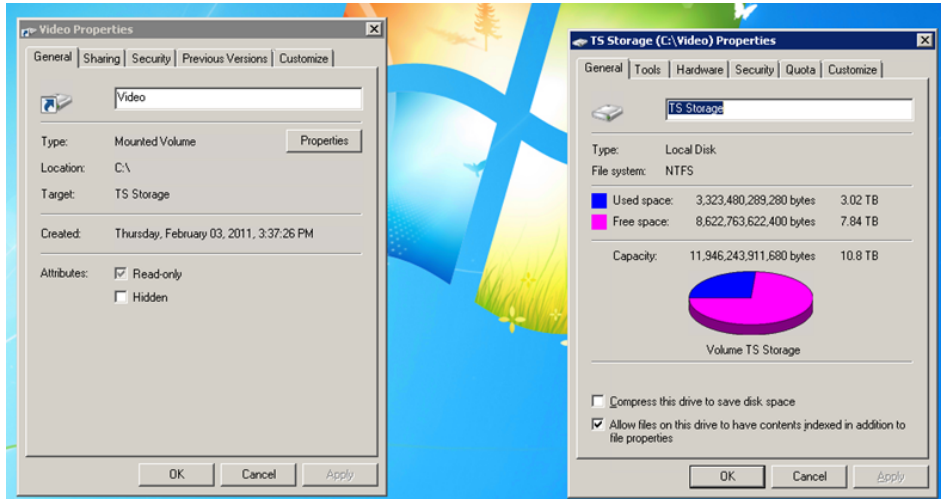 Video Properties
General Sharing Security Previous Versions Customize
Video
Type: Mounted Volume Properties
Location: C:\
Target: TS Storage
Created: Thursday, February 03, 2011, 3:37:26 PM
Attributes: Read-only
Hidden
OK Cancel Apply
TS Storage (C:\Video) Properties
General Tools Hardware Security Quota Customize
TS Storage
Type: Local Disk
File system: NTFS
Used space: 3,323,480,289,280 bytes 3.02 TB
Free space: 8,622,763,622,400 bytes 7.84 TB
Capacity: 11,946,243,911,680 bytes 10.8 TB
Volume TS Storage
Compress this drive to save disk space
Allow files on this drive to have contents indexed in addition to
file properties
OK Cancel Apply